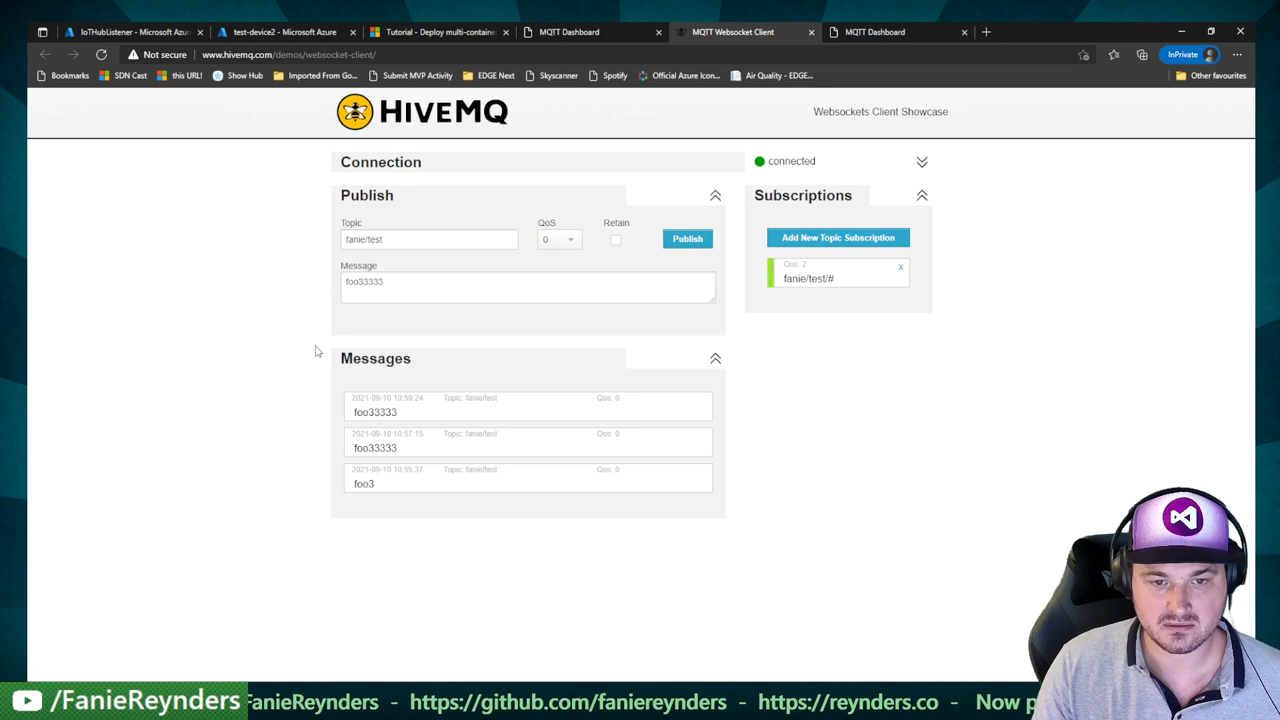 IoTHubListener - Microsoft Azur
test-device2 - Microsoft Azure
Tutorial - Deploy multi-containe
MQTT Dashboard
MQTT Websocket Client
MQTT Dashboard
Not secure
www.hivemq.com/demos/websocket-client/
InPrivate
Bookmarks
SDN Cast
this URL!
Show Hub
Imported From Go...
Submit MVP Activity
EDGE Next
Skyscanner
Spotify
Official Azure Icon...
Air Quality - EDGE...
Other favourites
HIVEMQ
Websockets Client Showcase
Connection
connected
Publish
Subscriptions
Topic
QoS
Retain
fanie/test
0
Publish
Add New Topic Subscription
Message
foo33333
Qos: 2
x
fanie/test/#
Messages
2021-09-10 10:59:24 Topic: fanie/test Qos: 0
foo33333
2021-09-10 10:57:15 Topic: fanie/test Qos: 0
foo33333
2021-09-10 10:55:37 Topic: fanie/test Qos: 0
foo3
/FanieReynders
FanieReynders - https://github.com/faniereynders - https://reynders.co - Now p